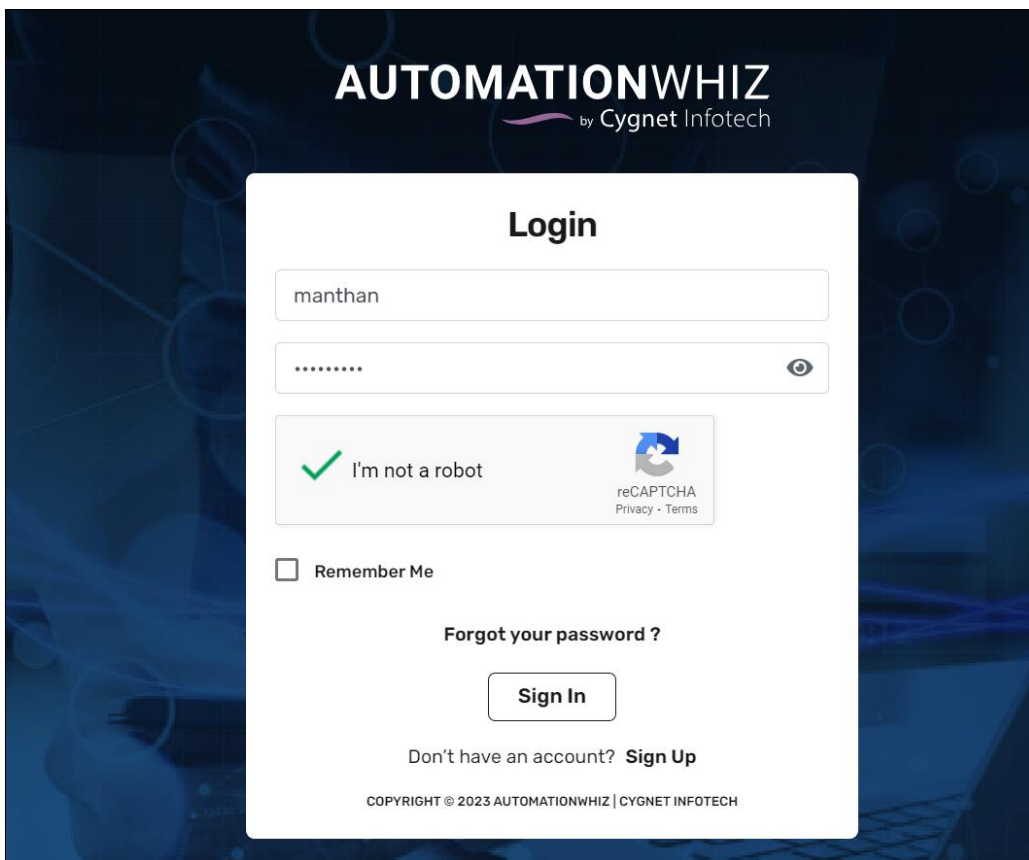 AUTOMATIONWHIZ
by Cygnet Infotech
Login
manthan
•••••••••
I'm not a robot
reCAPTCHA
Privacy - Terms
Remember Me
Forgot your password ?
Sign In
Don't have an account? Sign Up
COPYRIGHT © 2023 AUTOMATIONWHIZ | CYGNET INFOTECH